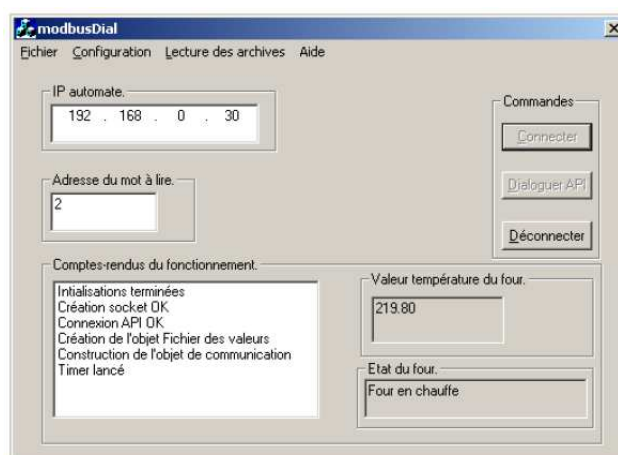 modbusDial
Fichier Configuration Lecture des archives Aide
IP automate.
192 . 168 . 0 . 30
Commandes
Connecter
Adresse du mot à lire.
2
Dialoguer API
Déconnecter
Comptes-rendus du fonctionnement.
Intialisations terminées
Création socket OK
Connexion API OK
Création de l'objet Fichier des valeurs
Construction de l'objet de communication
Timer lancé
Valeur température du four.
219.80
Etat du four.
Four en chauffe